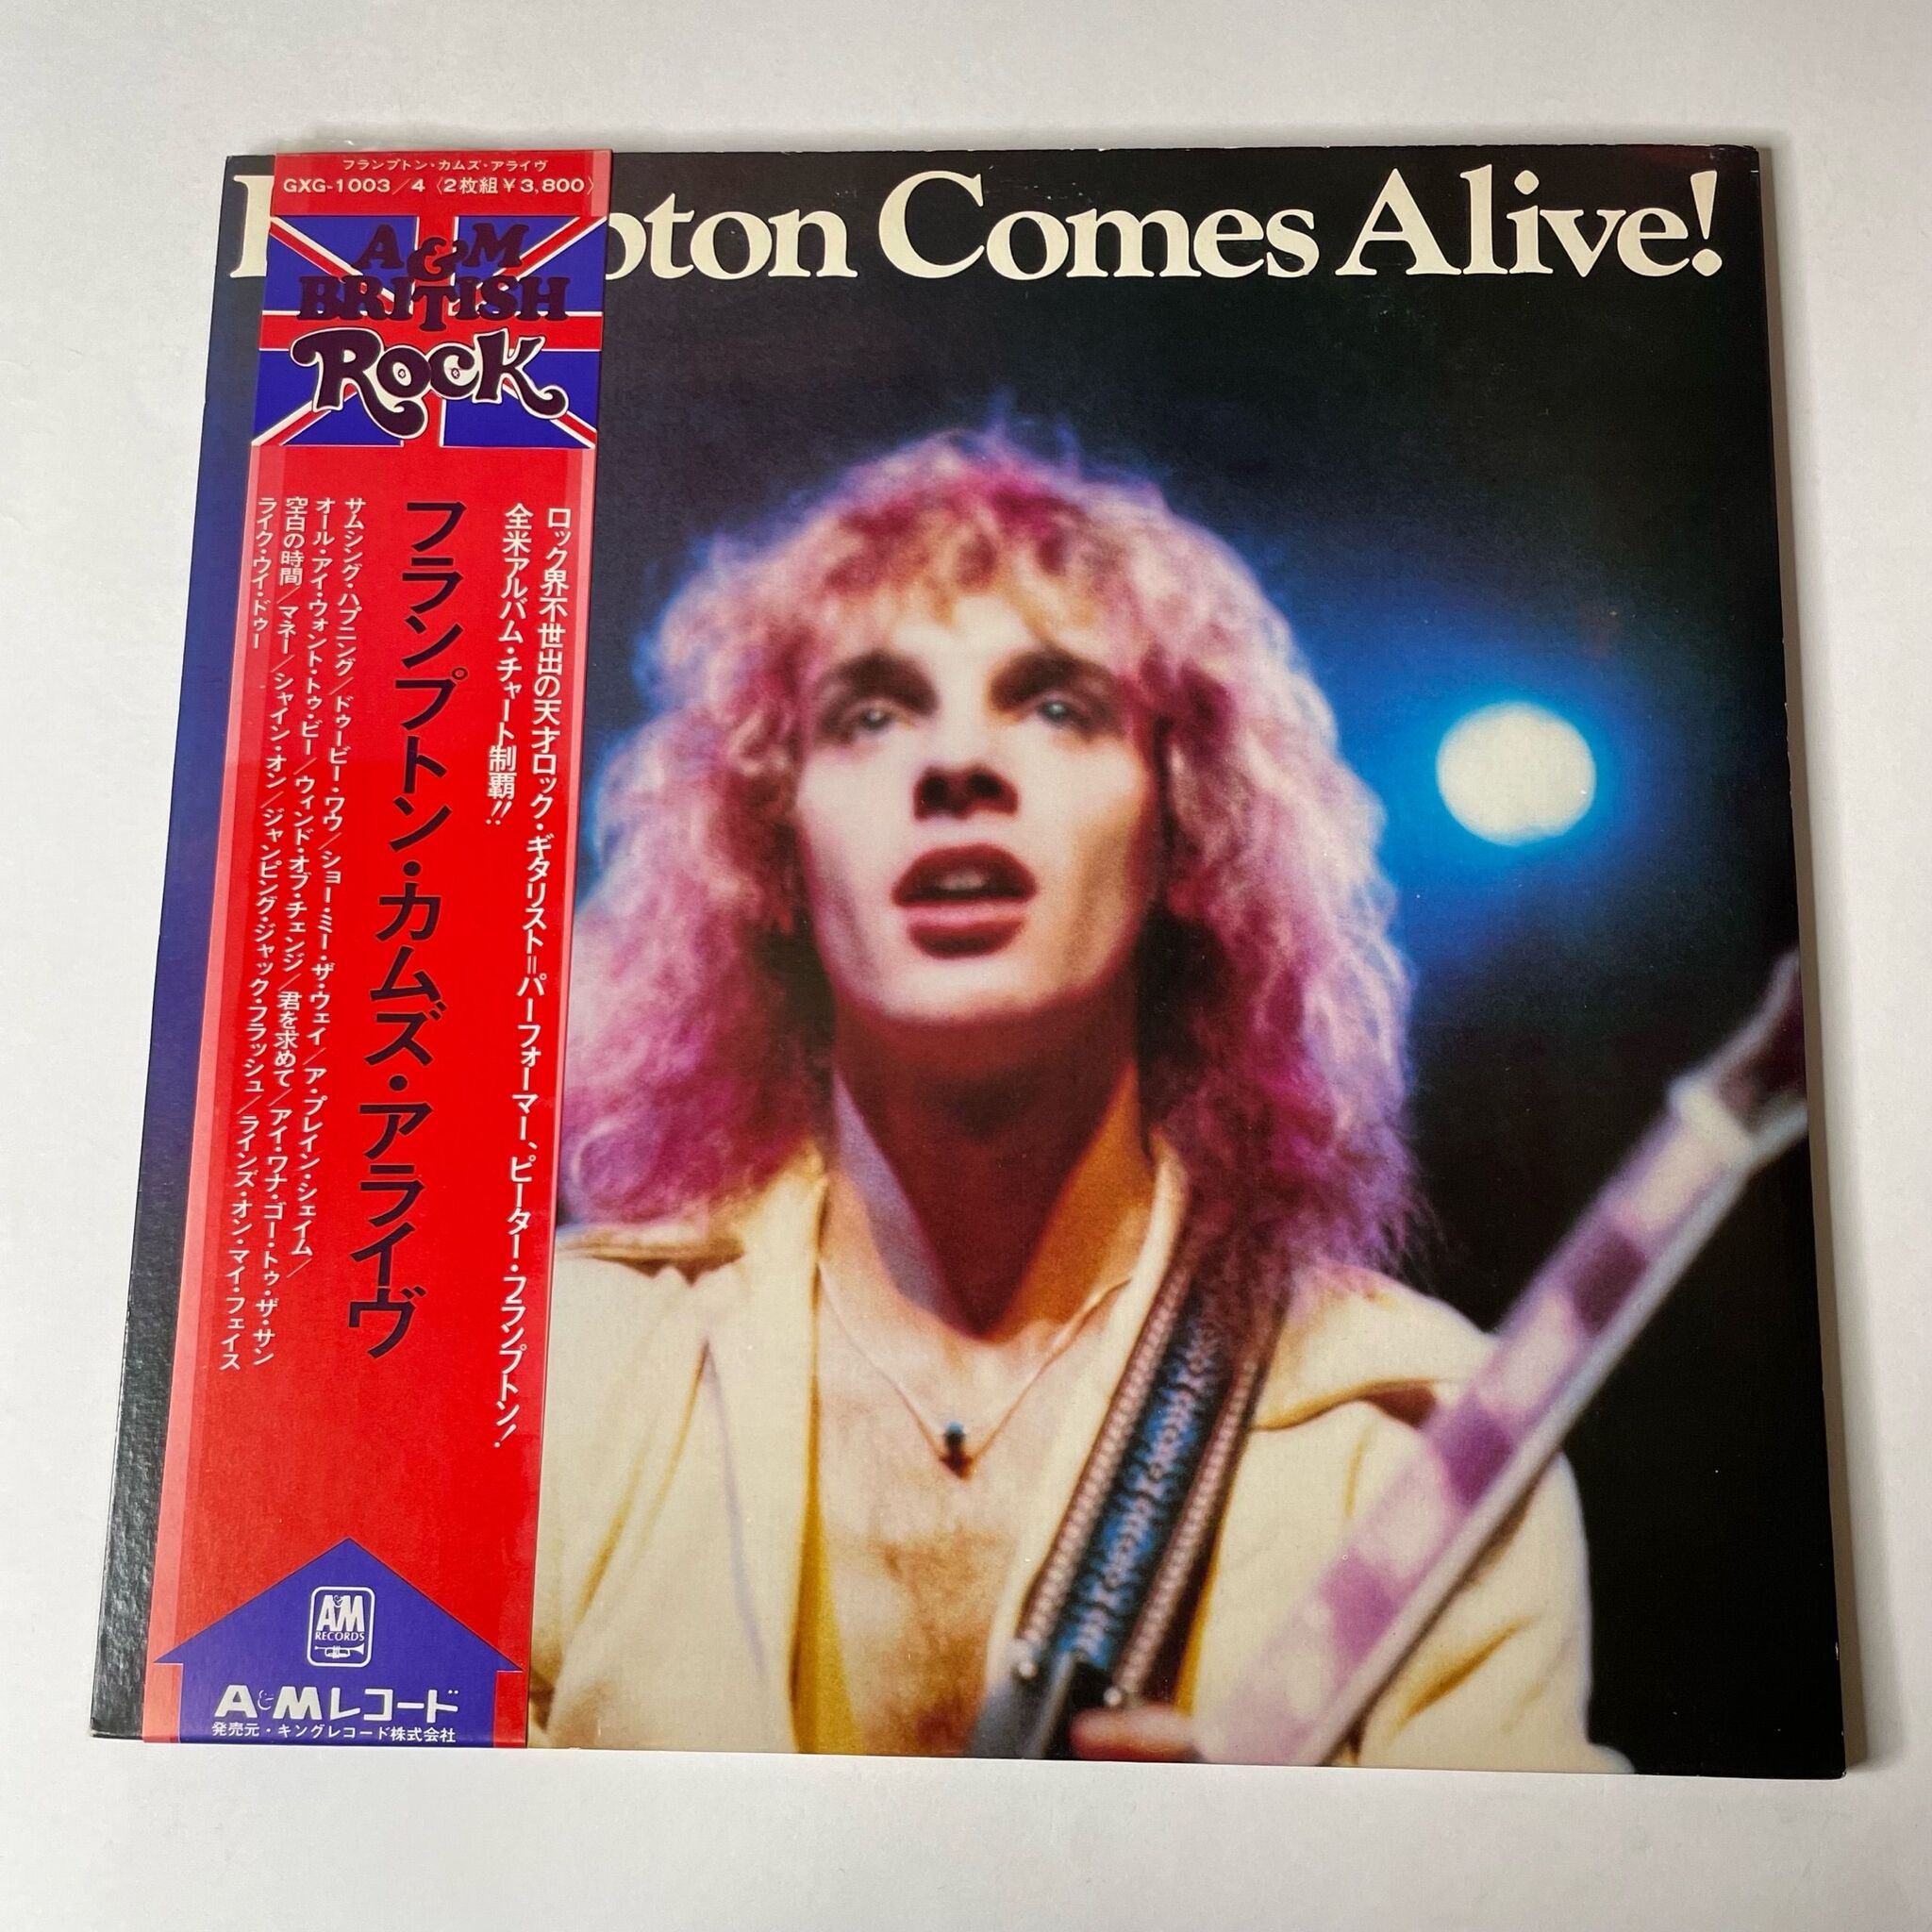 フランプトン・カムズ・アライヴ
GXG-1003/4〈2枚組￥3,800〉
pton Comes Alive!
A&M
BRITISH
ROCK
ロック界不世出の天才ロック・ギタリスト＝パーフォーマー、ピーター・フランプトン!
全米アルバム・チャート制覇!!
フランプトン・カムズ・アライヴ
サムシング・ハプニング/ドゥービー・ワウ/ショー・ミー・ザ・ウェイ/ア・プレイン・シェイム/
オール・アイ・ウォント・トゥ・ビー/ウィンド・オブ・チェンジ/君を求めて/アイ・ワナ・ゴー・トゥ・ザ・サン
空白の時間/マネー/シャイン・オン/ジャンピング・ジャック・フラッシュ/ラインズ・オン・マイ・フェイス
ライク・ウイ・ドゥー
A&M
RECORDS
A&Mレコード
発売元・キングレコード株式会社